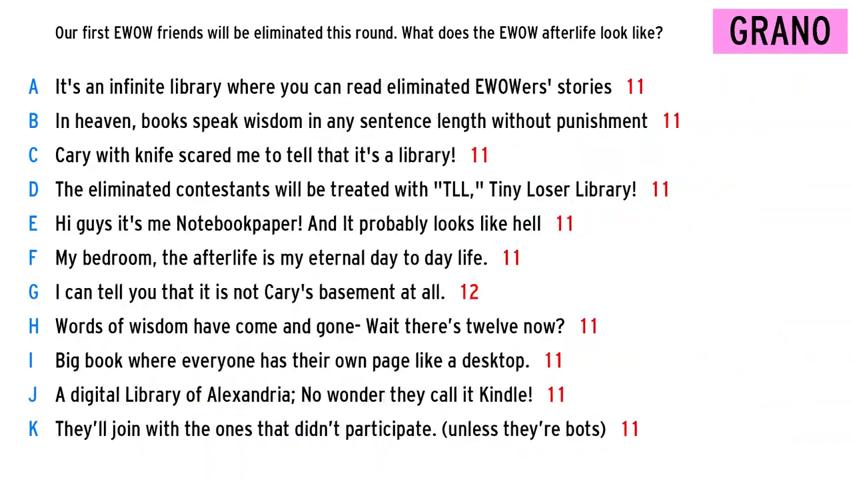 Our first EWOW friends will be eliminated this round. What does the EWOW afterlife look like?
GRANO
A It's an infinite library where you can read eliminated EWOWers' stories 11
B In heaven, books speak wisdom in any sentence length without punishment 11
C Cary with knife scared me to tell that it's a library! 11
D The eliminated contestants will be treated with "TLL," Tiny Loser Library! 11
E Hi guys it's me Notebookpaper! And It probably looks like hell 11
F My bedroom, the afterlife is my eternal day to day life. 11
G I can tell you that it is not Cary's basement at all. 12
H Words of wisdom have come and gone- Wait there’s twelve now? 11
I Big book where everyone has their own page like a desktop. 11
J A digital Library of Alexandria; No wonder they call it Kindle! 11
K They’ll join with the ones that didn’t participate. (unless they’re bots) 11